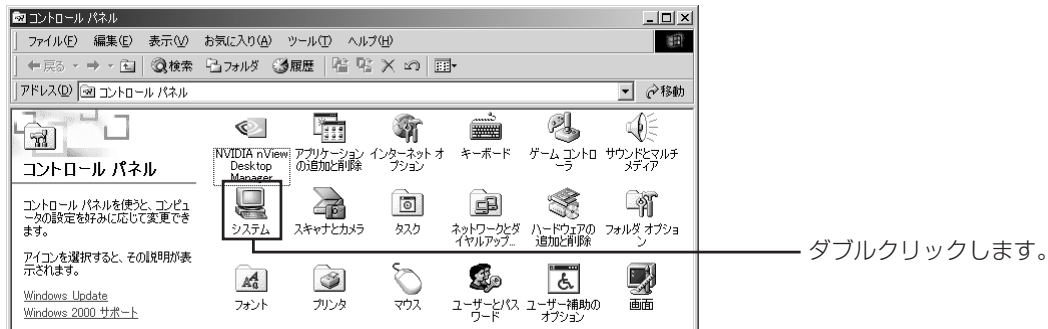 コントロール パネル
ファイル(F) 編集(E) 表示(V) お気に入り(A) ツール(T) ヘルプ(H)
戻る 検索 フォルダ 履歴
アドレス(D) コントロール パネル 移動
コントロール パネル
コントロール パネルを使うと、コンピュ
ータの設定を好みに応じて変更でき
ます。
アイコンを選択すると、その説明が表
示されます。
Windows Update
Windows 2000 サポート
NVIDIA nView
Desktop
Manager
アプリケーション
の追加と削除
インターネット オ
プション
キーボード
ゲーム コントロ
ーラ
サウンドとマルチ
メディア
システム
スキャナとカメラ
タスク
ネットワークとダ
イヤルアップ...
ハードウェアの
追加と削除
フォルダ オプショ
ン
フォント
プリンタ
マウス
ユーザーとパス
ワード
ユーザー補助の
オプション
画面
ダブルクリックします。